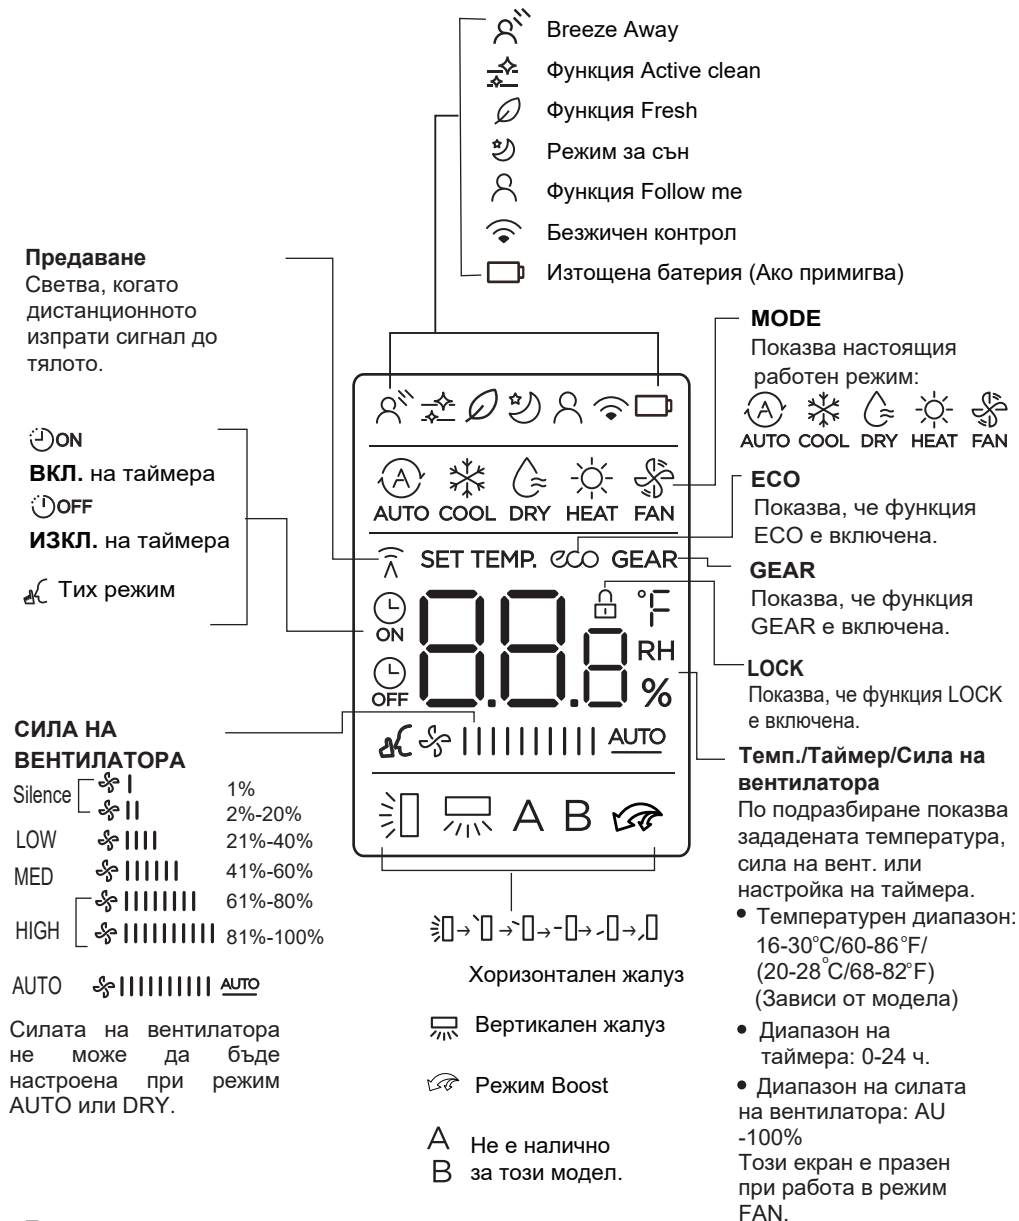 Breeze Away
Функция Active clean
Функция Fresh
Режим за сън
Функция Follow me
Безжичен контрол
Изтощена батерия (Ако примигва)
Предаване
Светва, когато
дистанционното
изпрати сигнал до
тялото.
ON
ВКЛ. на таймера
OFF
ИЗКЛ. на таймера
Тих режим
MODE
Показва настоящия
работен режим:
A
AUTO COOL DRY HEAT FAN
ECO
Показва, че функция
ECO е включена.
GEAR
Показва, че функция
GEAR е включена.
LOCK
Показва, че функция LOCK
е включена.
A
AUTO COOL DRY HEAT FAN
SET TEMP. eco GEAR
ON
88.8
°F
RH
OFF
%
AUTO
A B
СИЛА НА
ВЕНТИЛАТОРА
Silence
1%
2%-20%
LOW 21%-40%
MED 41%-60%
61%-80%
HIGH 81%-100%
AUTO AUTO
Силата на вентилатора
не може да бъде
настроена при режим
AUTO или DRY.
Хоризонтален жалуз
Вертикален жалуз
Режим Boost
A Не е налично
B за този модел.
Темп./Таймер/Сила на
вентилатора
По подразбиране показва
зададената температура,
сила на вент. или
настройка на таймера.
• Температурен диапазон:
16-30°C/60-86°F/
(20-28°C/68-82°F)
(Зависи от модела)
• Диапазон на
таймера: 0-24 ч.
• Диапазон на силата
на вентилатора: AU
-100%
Този екран е празен
при работа в режим
FAN.